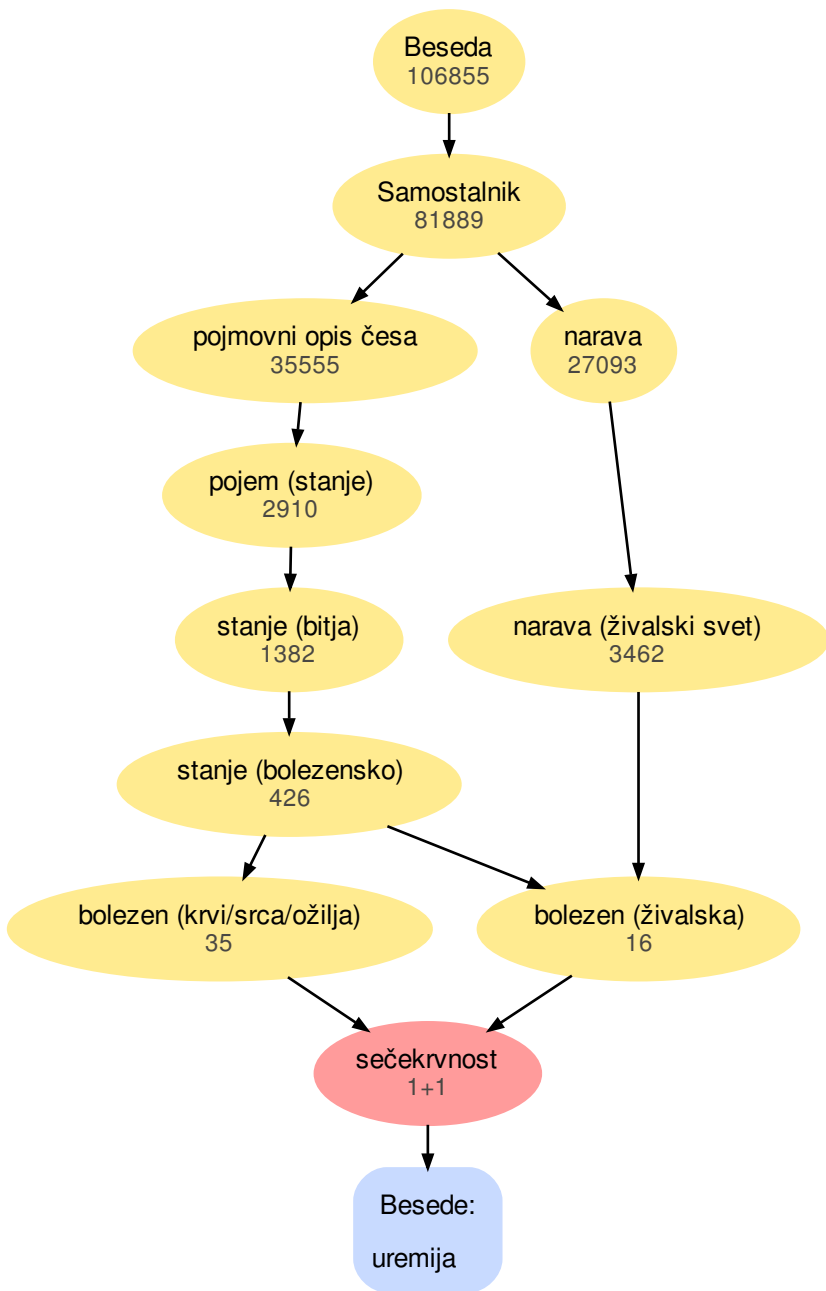 Beseda
106855
Samostalnik
81889
pojmovni opis česa
35555
narava
27093
pojem (stanje)
2910
stanje (bitja)
1382
narava (živalski svet)
3462
stanje (bolezensko)
426
bolezen (krvi/srca/ožilja)
35
bolezen (živalska)
16
sečekrvnost
1+1
Besede:
uremija